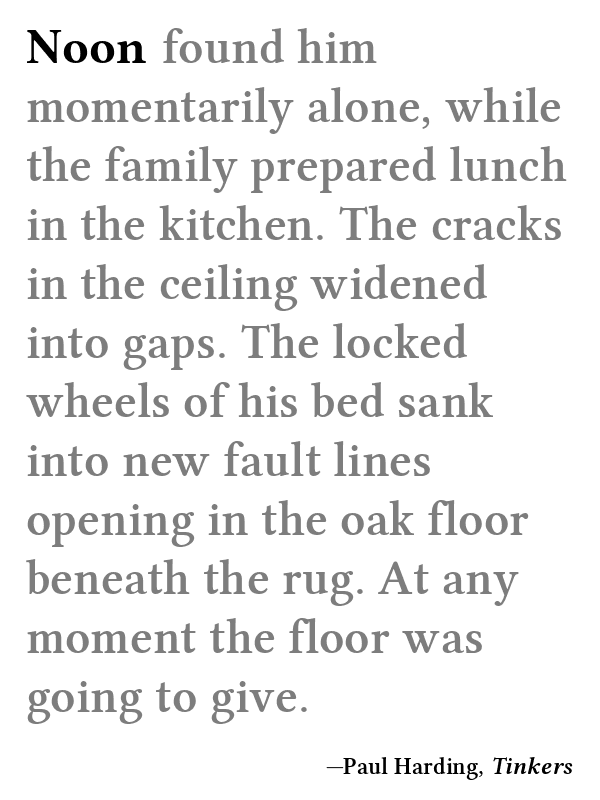 Noon found him
momentarily alone, while
the family prepared lunch
in the kitchen. The cracks
in the ceiling widened
into gaps. The locked
wheels of his bed sank
into new fault lines
opening in the oak floor
beneath the rug. At any
moment the floor was
going to give.
—Paul Harding, Tinkers